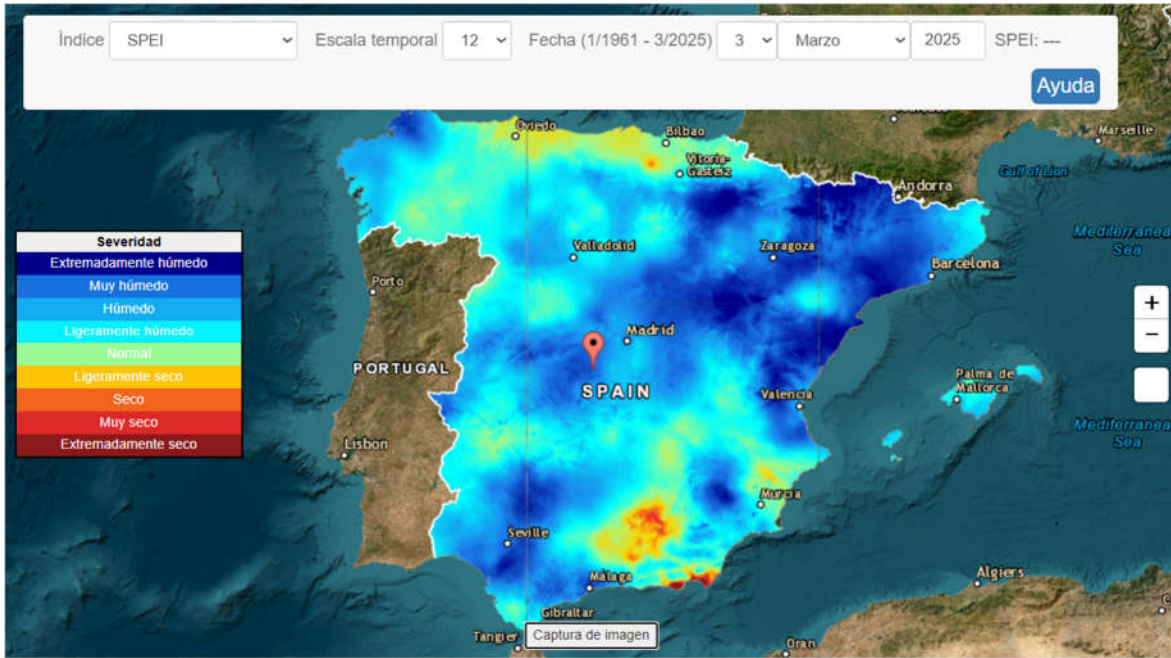 Índice SPEI Escala temporal 12 Fecha (1/1961 - 3/2025) 3 Marzo 2025 SPEI: ---
Ayuda
Oviedo
Bilbao
Marseille
Vitoria-
Gasteiz
Gulf of Lion
Andorra
Severidad
Extremadamente húmedo
Muy húmedo
Húmedo
Ligeramente húmedo
Normal
Ligeramente seco
Seco
Muy seco
Extremadamente seco
Valladolid
Zaragoza
Mediterranea
Sea
Barcelona
Porto
+
−
Madrid
PORTUGAL
SPAIN
Palma de
Mallorca
Valencia
Mediterranea
Sea
Lisbon
Murcia
Seville
Málaga
Algiers
Gibraltar
Tangier
Captura de imagen
Oran